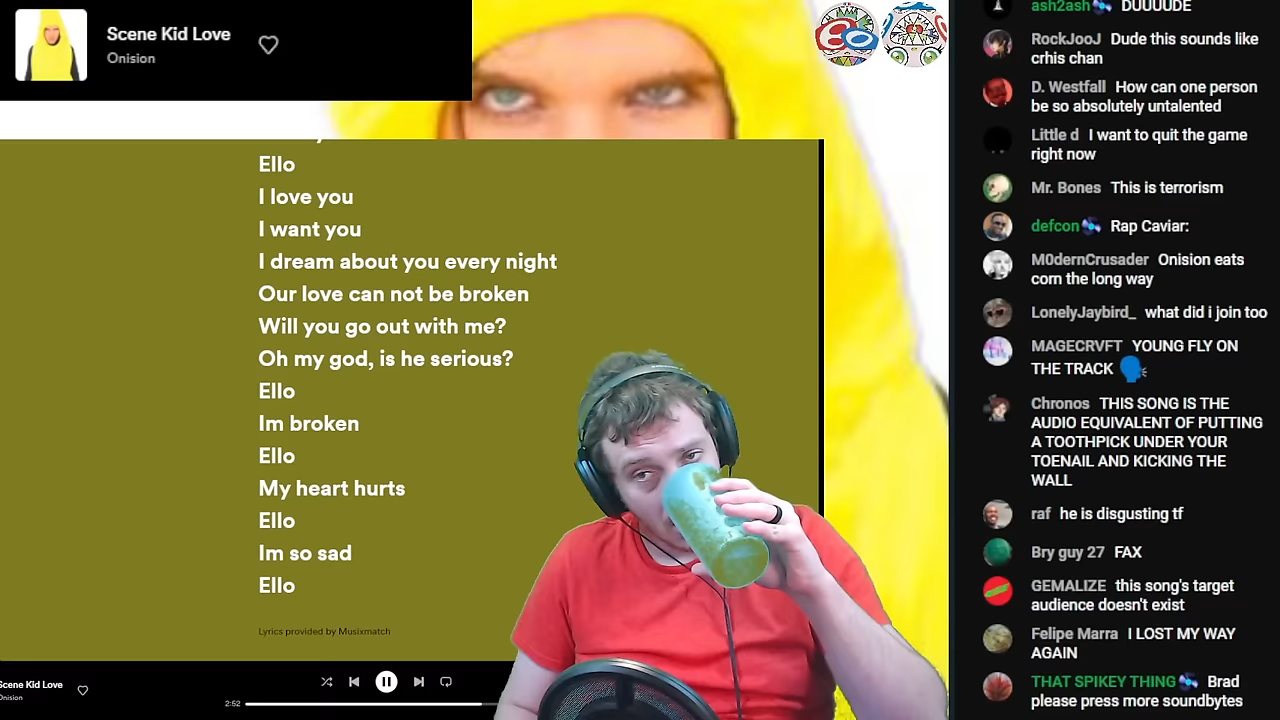 Scene Kid Love
Onision
Ello
I love you
I want you
I dream about you every night
Our love can not be broken
Will you go out with me?
Oh my god, is he serious?
Ello
Im broken
Ello
My heart hurts
Ello
Im so sad
Ello
Lyrics provided by Musixmatch
Scene Kid Love
Onision
2:52
ash2ash DUUUUDE
RockJooJ Dude this sounds like
crhis chan
D. Westfall How can one person
be so absolutely untalented
Little d I want to quit the game
right now
Mr. Bones This is terrorism
defcon Rap Caviar:
M0dernCrusader Onision eats
corn the long way
LonelyJaybird_ what did i join too
MAGECRVFT YOUNG FLY ON
THE TRACK
Chronos THIS SONG IS THE
AUDIO EQUIVALENT OF PUTTING
A TOOTHPICK UNDER YOUR
TOENAIL AND KICKING THE
WALL
raf he is disgusting tf
Bry guy 27 FAX
GEMALIZE this song's target
audience doesn't exist
Felipe Marra I LOST MY WAY
AGAIN
THAT SPIKEY THING Brad
please press more soundbytes